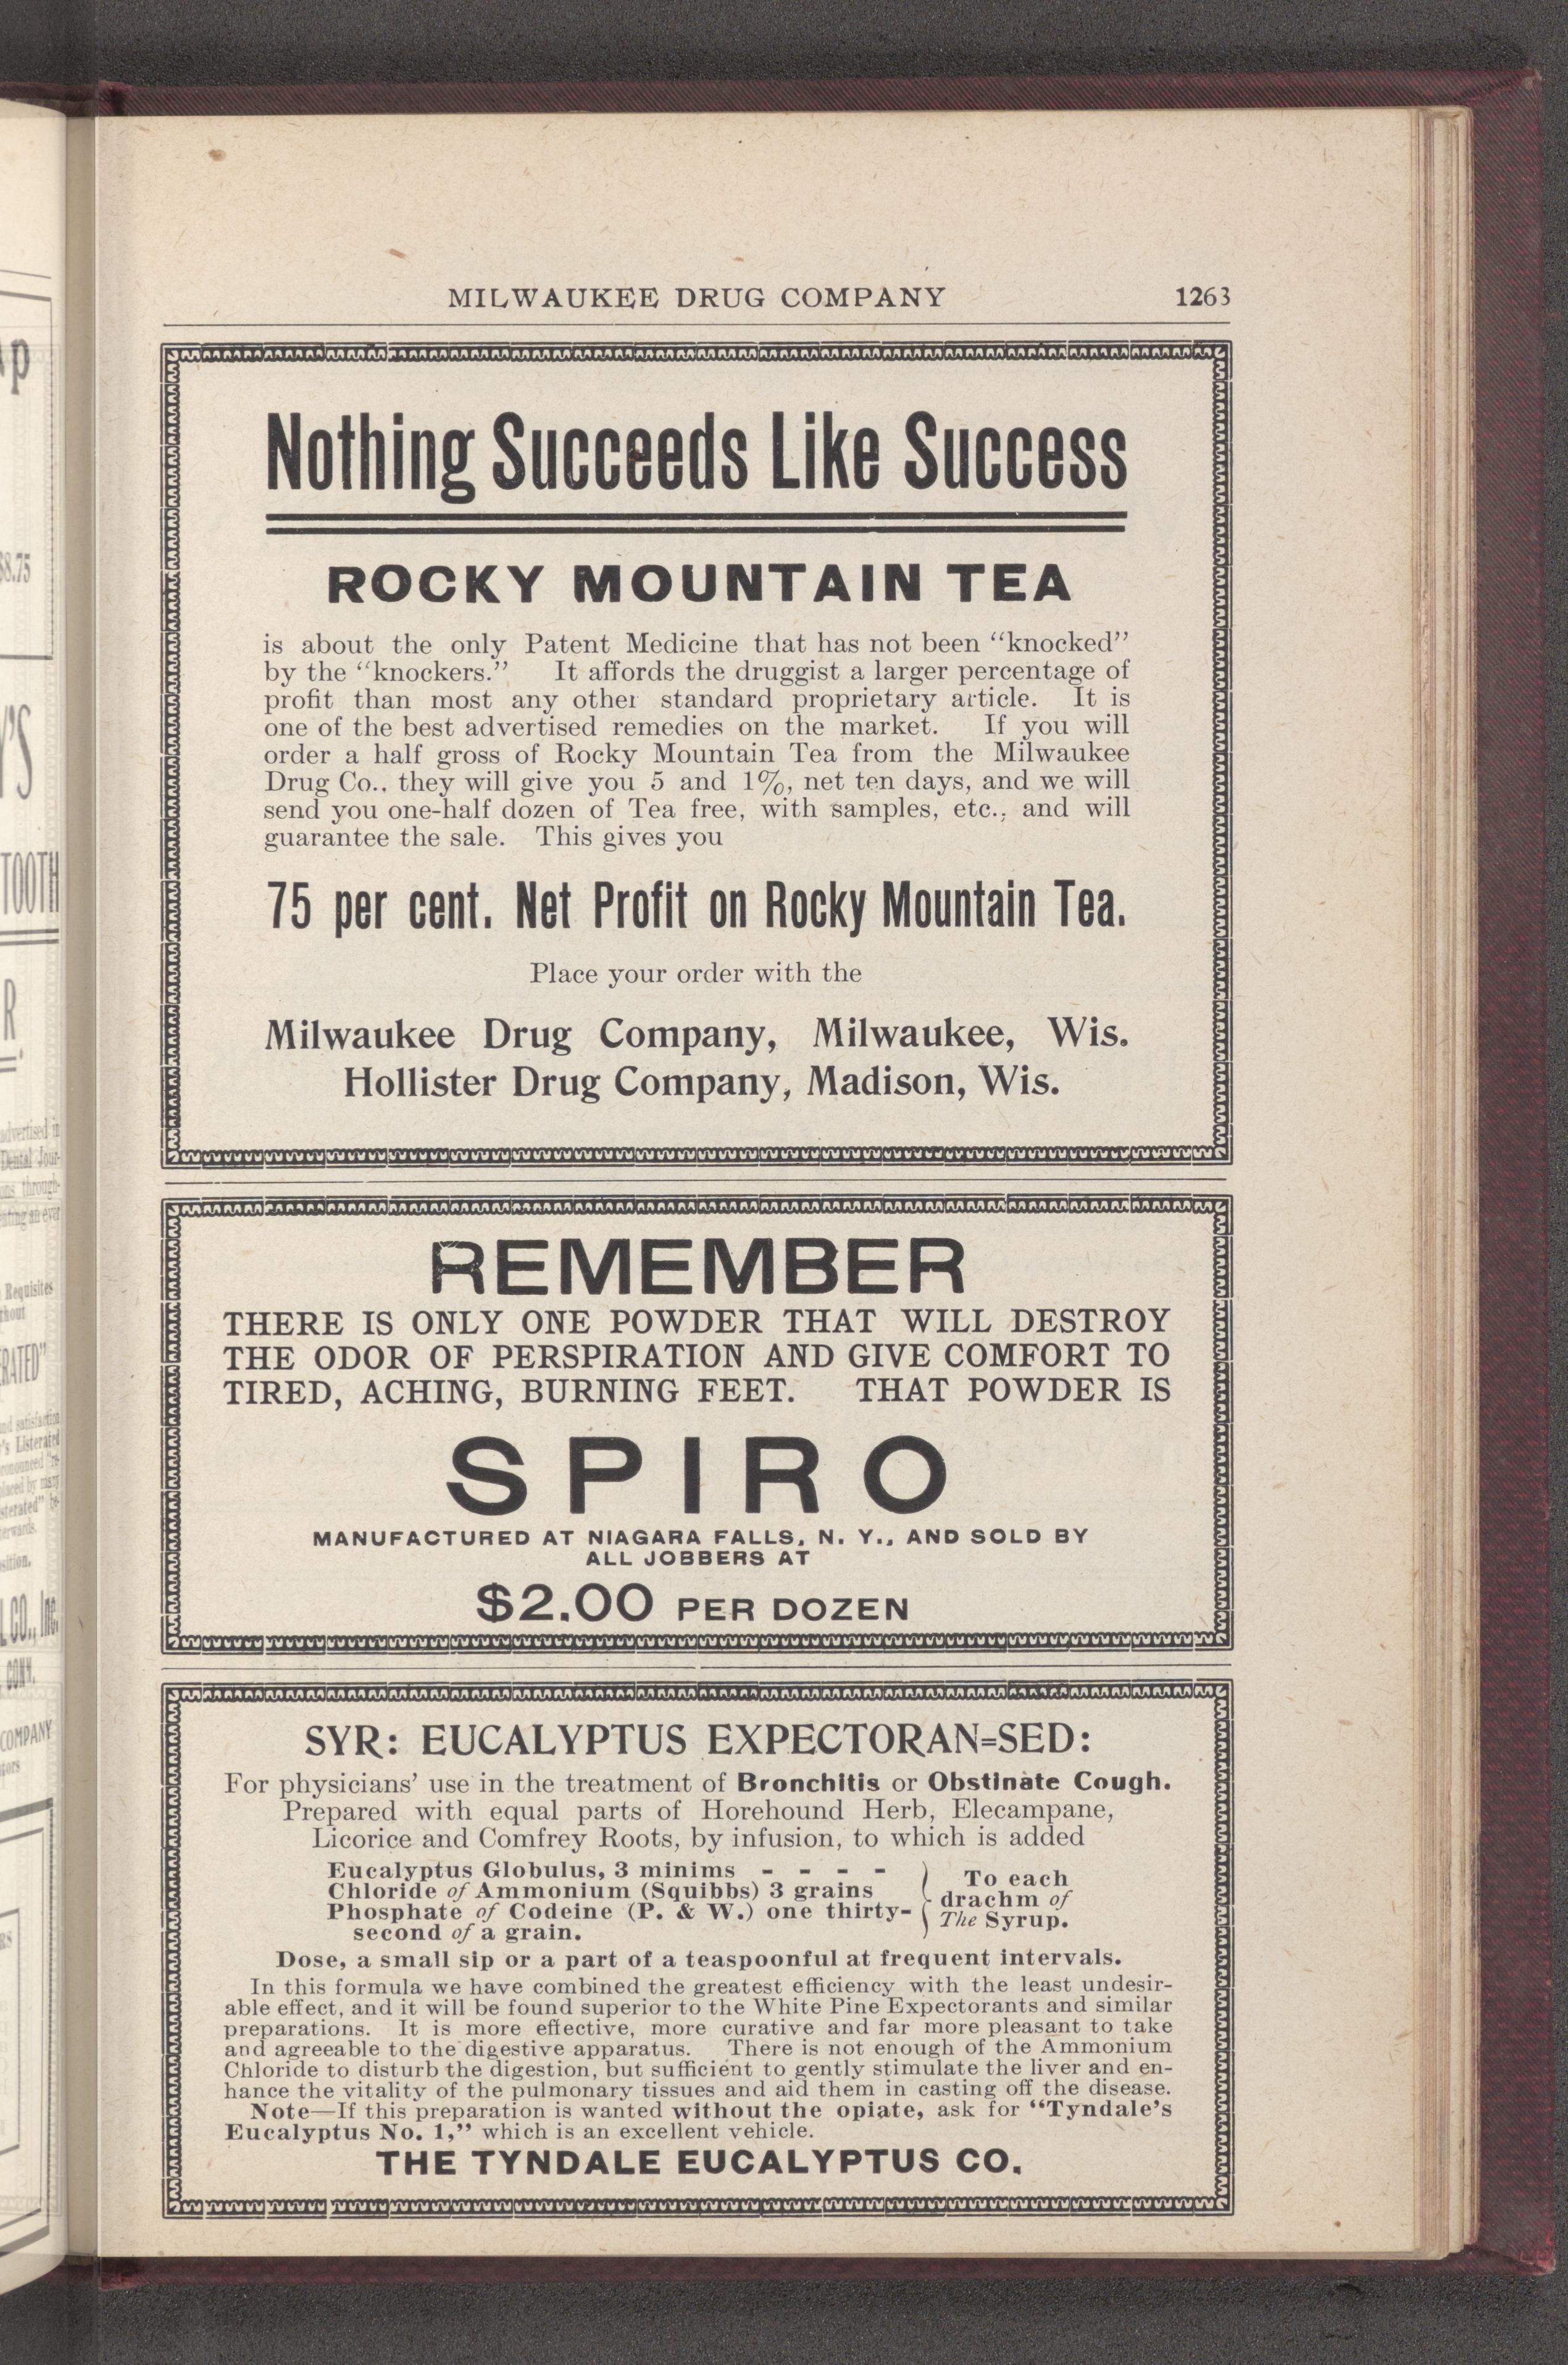 MILWAUKEE DRUG COMPANY 1263
Nothing Succeeds Like Success
ROCKY MOUNTAIN TEA
is about the only Patent Medicine that has not been “knocked”
by the “knockers.” It affords the druggist a larger percentage of
profit than most any other standard proprietary article. It is
one of the best advertised remedies on the market. If you will
order a half gross of Rocky Mountain Tea from the Milwaukee
Drug Co., they will give you 5 and 1%, net ten days, and we will
send you one-half dozen of Tea free, with samples, etc., and will
guarantee the sale. This gives you
75 per cent. Net Profit on Rocky Mountain Tea.
Place your order with the
Milwaukee Drug Company, Milwaukee, Wis.
Hollister Drug Company, Madison, Wis.
REMEMBER
THERE IS ONLY ONE POWDER THAT WILL DESTROY
THE ODOR OF PERSPIRATION AND GIVE COMFORT TO
TIRED, ACHING, BURNING FEET. THAT POWDER IS
SPIRO
MANUFACTURED AT NIAGARA FALLS, N. Y., AND SOLD BY
ALL JOBBERS AT
$2.00 PER DOZEN
SYR: EUCALYPTUS EXPECTORAN=SED:
For physicians’ use in the treatment of Bronchitis or Obstinate Cough.
Prepared with equal parts of Horehound Herb, Elecampane,
Licorice and Comfrey Roots, by infusion, to which is added
Eucalyptus Globulus, 3 minims - - - -
Chloride of Ammonium (Squibbs) 3 grains
Phosphate of Codeine (P. & W.) one thirty-
second of a grain.
To each
drachm of
The Syrup.
Dose, a small sip or a part of a teaspoonful at frequent intervals.
In this formula we have combined the greatest efficiency with the least undesir-
able effect, and it will be found superior to the White Pine Expectorants and similar
preparations. It is more effective, more curative and far more pleasant to take
and agreeable to the digestive apparatus. There is not enough of the Ammonium
Chloride to disturb the digestion, but sufficient to gently stimulate the liver and en-
hance the vitality of the pulmonary tissues and aid them in casting off the disease.
Note—If this preparation is wanted without the opiate, ask for “Tyndale’s
Eucalyptus No. 1,” which is an excellent vehicle.
THE TYNDALE EUCALYPTUS CO.